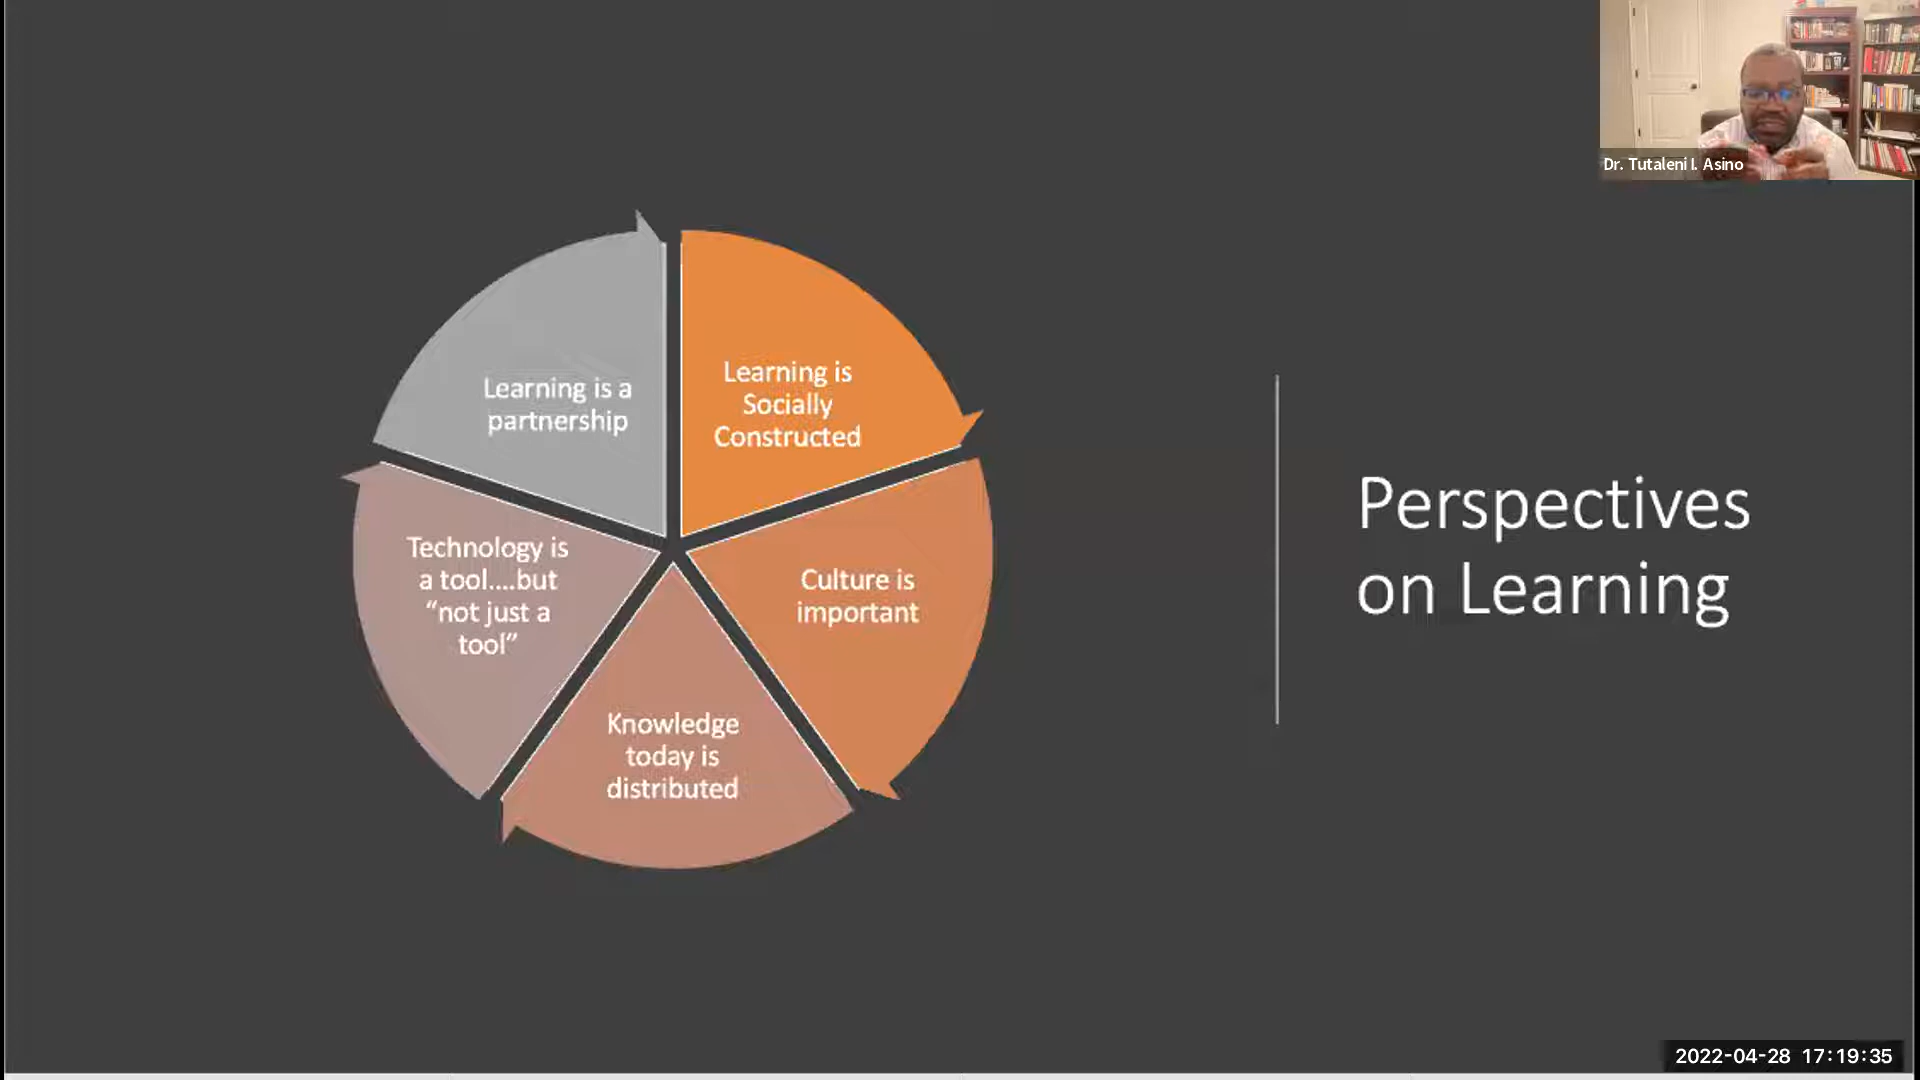 Dr. Tutaleni I. Asino
Learning is a
partnership
Learning is
Socially
Constructed
Technology is
a tool....but
“not just a
tool”
Culture is
important
Knowledge
today is
distributed
Perspectives
on Learning
2022-04-28 17:19:35